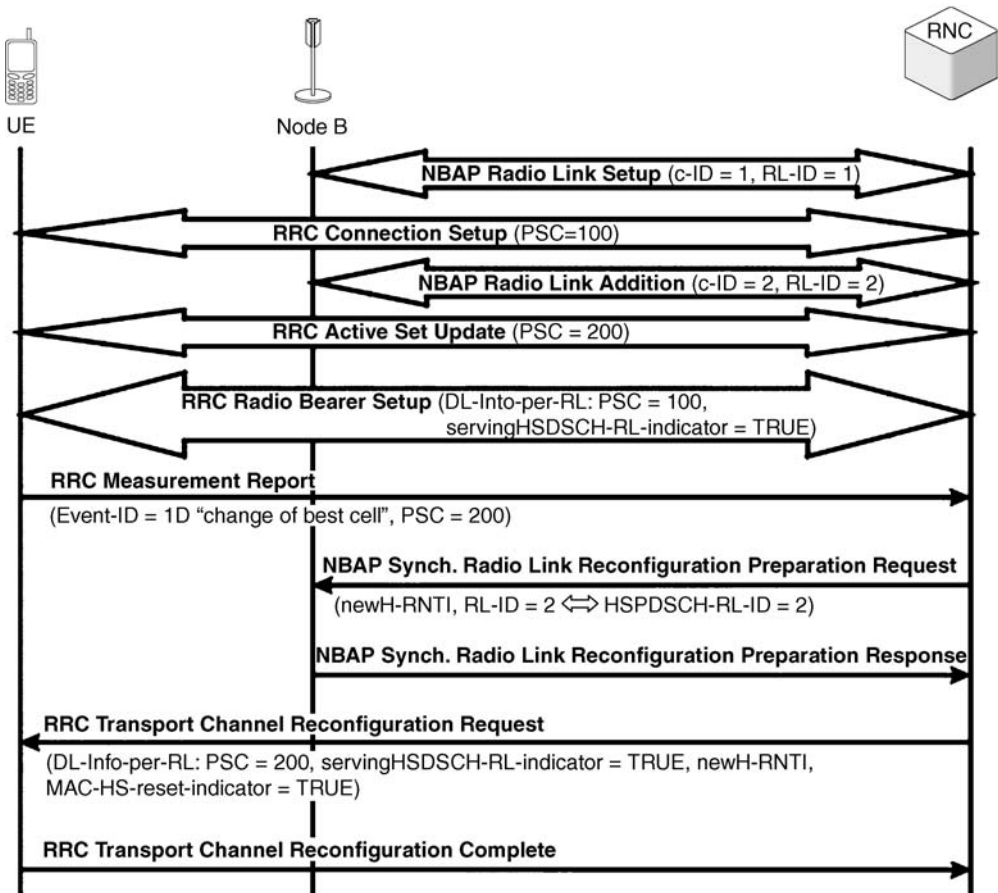 RNC
UE
Node B
NBAP Radio Link Setup (c-ID = 1, RL-ID = 1)
RRC Connection Setup (PSC=100)
NBAP Radio Link Addition (c-ID = 2, RL-ID = 2)
RRC Active Set Update (PSC = 200)
RRC Radio Bearer Setup (DL-Into-per-RL: PSC = 100,
servingHSDSCH-RL-indicator = TRUE)
RRC Measurement Report
(Event-ID = 1D “change of best cell”, PSC = 200)
NBAP Synch. Radio Link Reconfiguration Preparation Request
(newH-RNTI, RL-ID = 2 ⇔ HSPDSCH-RL-ID = 2)
NBAP Synch. Radio Link Reconfiguration Preparation Response
RRC Transport Channel Reconfiguration Request
(DL-Info-per-RL: PSC = 200, servingHSDSCH-RL-indicator = TRUE, newH-RNTI,
MAC-HS-reset-indicator = TRUE)
RRC Transport Channel Reconfiguration Complete